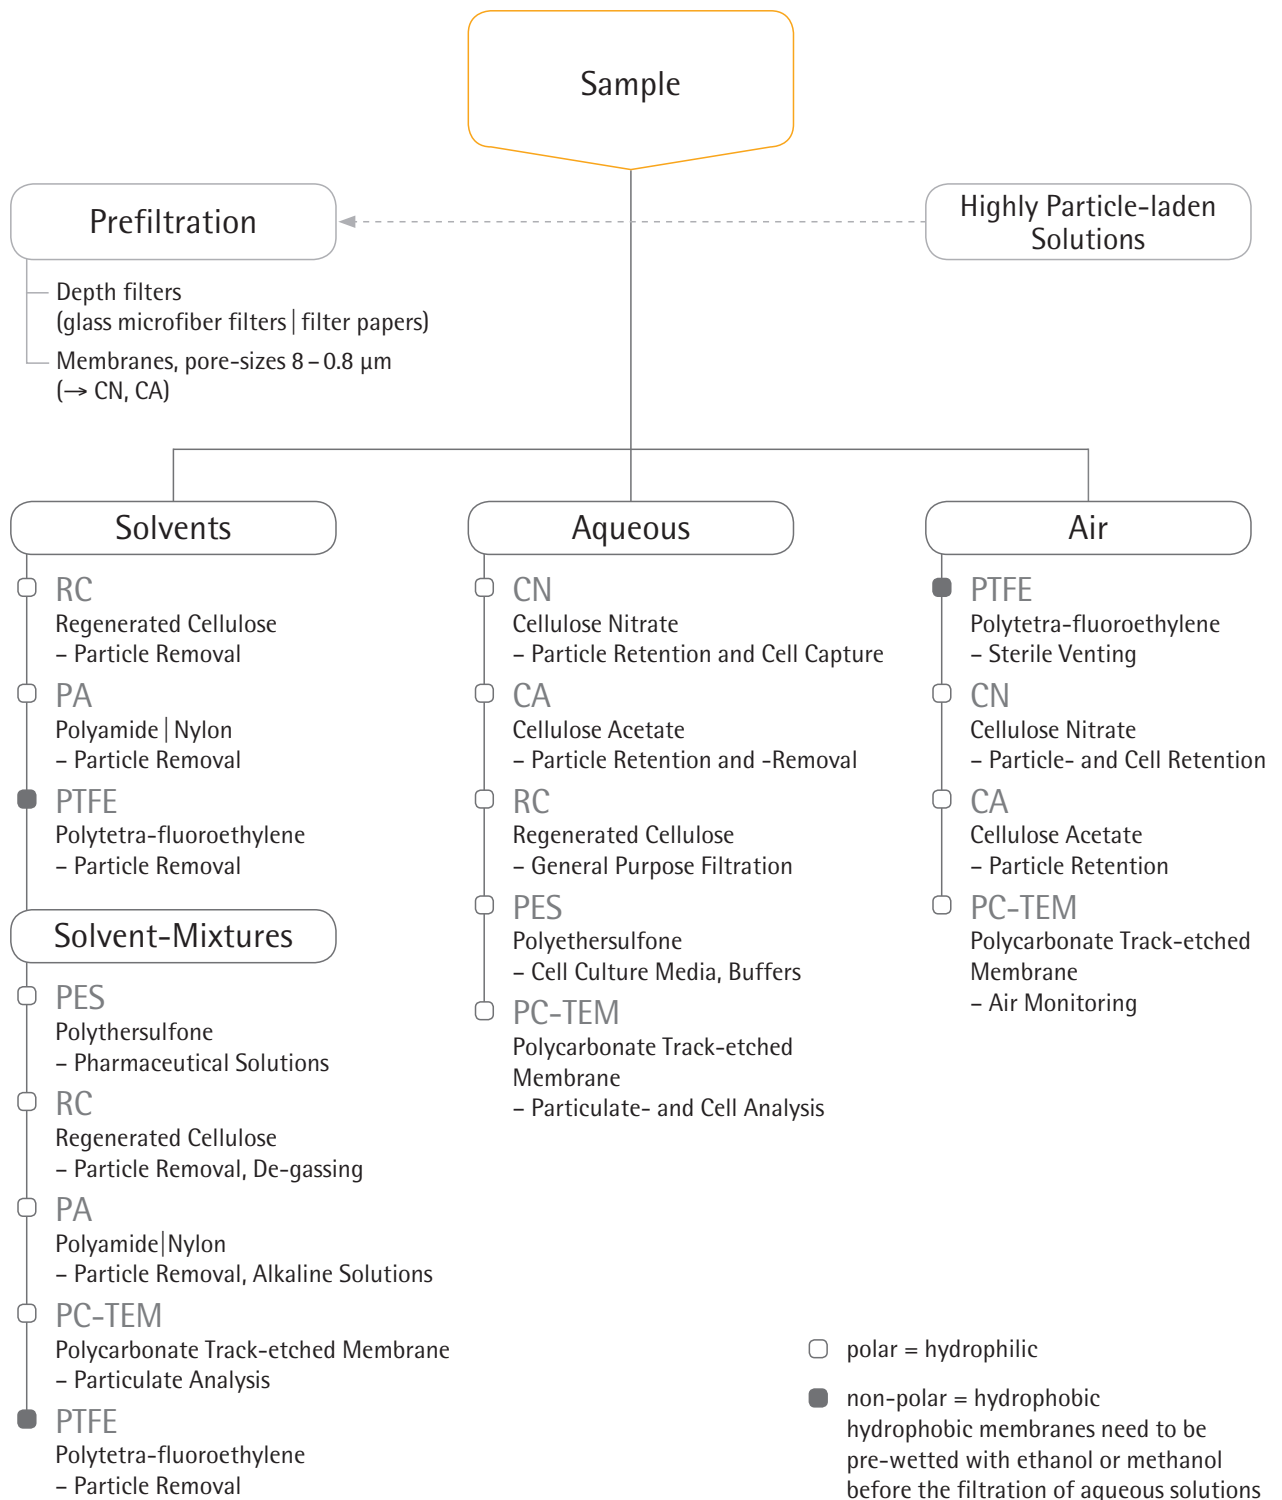 Sample
Prefiltration
Highly Particle-laden
Solutions
Depth filters
(glass microfiber filters | filter papers)
Membranes, pore-sizes 8 – 0.8 µm
(→ CN, CA)
Solvents
RC
Regenerated Cellulose
– Particle Removal
PA
Polyamide | Nylon
– Particle Removal
PTFE
Polytetra-fluoroethylene
– Particle Removal
Solvent-Mixtures
PES
Polythersulfone
– Pharmaceutical Solutions
RC
Regenerated Cellulose
– Particle Removal, De-gassing
PA
Polyamide|Nylon
– Particle Removal, Alkaline Solutions
PC-TEM
Polycarbonate Track-etched Membrane
– Particulate Analysis
PTFE
Polytetra-fluoroethylene
– Particle Removal
Aqueous
CN
Cellulose Nitrate
– Particle Retention and Cell Capture
CA
Cellulose Acetate
– Particle Retention and -Removal
RC
Regenerated Cellulose
– General Purpose Filtration
PES
Polyethersulfone
– Cell Culture Media, Buffers
PC-TEM
Polycarbonate Track-etched
Membrane
– Particulate- and Cell Analysis
Air
PTFE
Polytetra-fluoroethylene
– Sterile Venting
CN
Cellulose Nitrate
– Particle- and Cell Retention
CA
Cellulose Acetate
– Particle Retention
PC-TEM
Polycarbonate Track-etched
Membrane
– Air Monitoring
polar = hydrophilic
non-polar = hydrophobic
hydrophobic membranes need to be
pre-wetted with ethanol or methanol
before the filtration of aqueous solutions